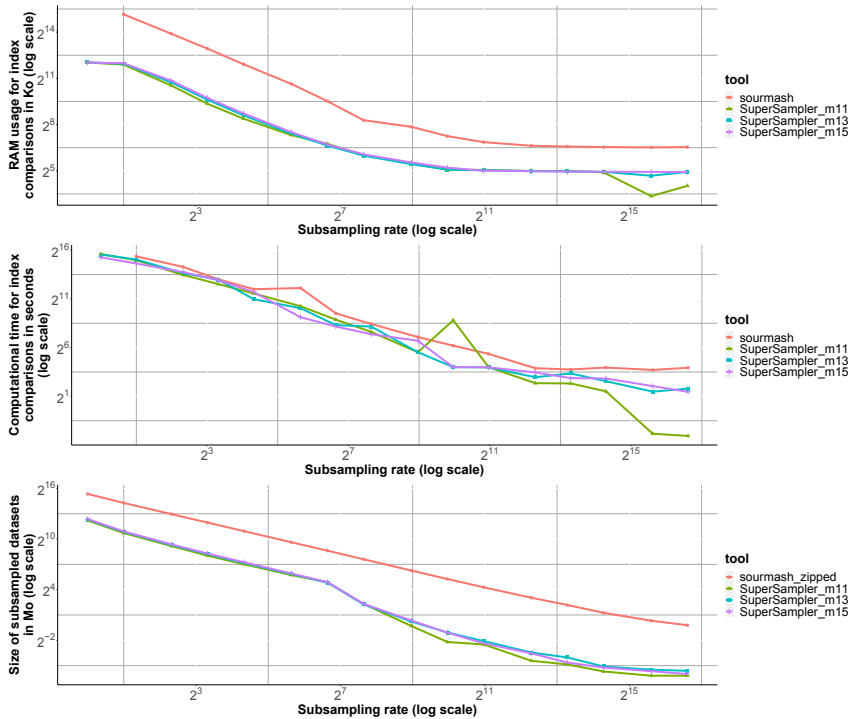 RAM usage for index
comparisons in Ko (log scale)
2^14
2^11
2^8
2^5
2^3
2^7
2^11
2^15
Subsampling rate (log scale)
tool
sourmash
SuperSampler_m11
SuperSampler_m13
SuperSampler_m15
Computational time for index
comparisons in seconds
(log scale)
2^16
2^11
2^6
2^1
2^3
2^7
2^11
2^15
Subsampling rate (log scale)
tool
sourmash
SuperSampler_m11
SuperSampler_m13
SuperSampler_m15
Size of subsampled datasets
in Mo (log scale)
2^16
2^10
2^4
2^-2
2^3
2^7
2^11
2^15
Subsampling rate (log scale)
tool
sourmash_zipped
SuperSampler_m11
SuperSampler_m13
SuperSampler_m15